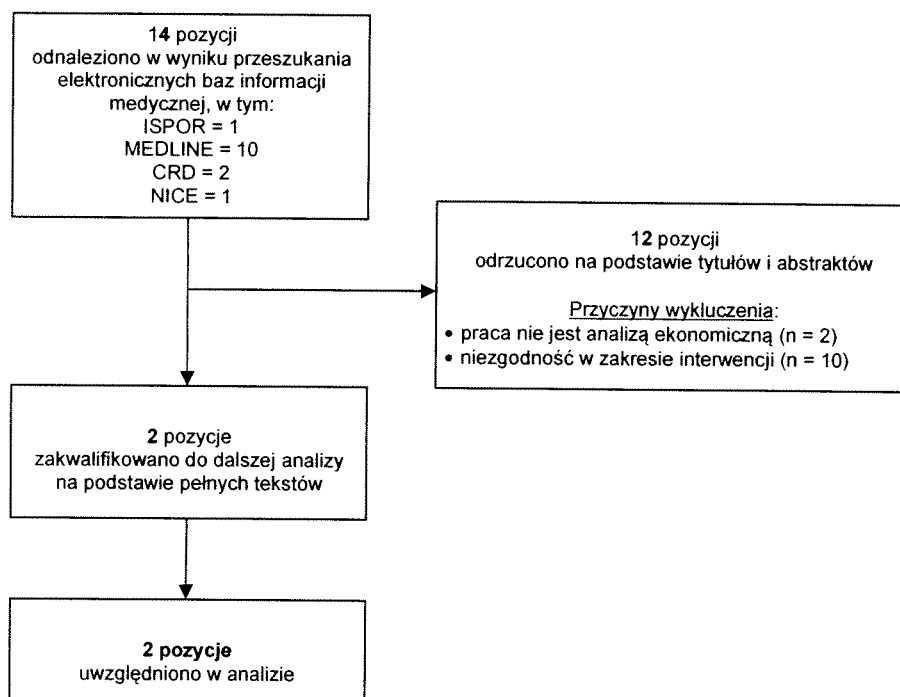 14 pozycji
odnaleziono w wyniku przeszukania
elektronicznych baz informacji
medycznej, w tym:
ISPOR = 1
MEDLINE = 10
CRD = 2
NICE = 1
12 pozycji
odrzucono na podstawie tytułów i abstraktów
Przyczyny wykluczenia:
• praca nie jest analizą ekonomiczną (n = 2)
• niezgodność w zakresie interwencji (n = 10)
2 pozycje
zakwalifikowano do dalszej analizy
na podstawie pełnych tekstów
2 pozycje
uwzględniono w analizie